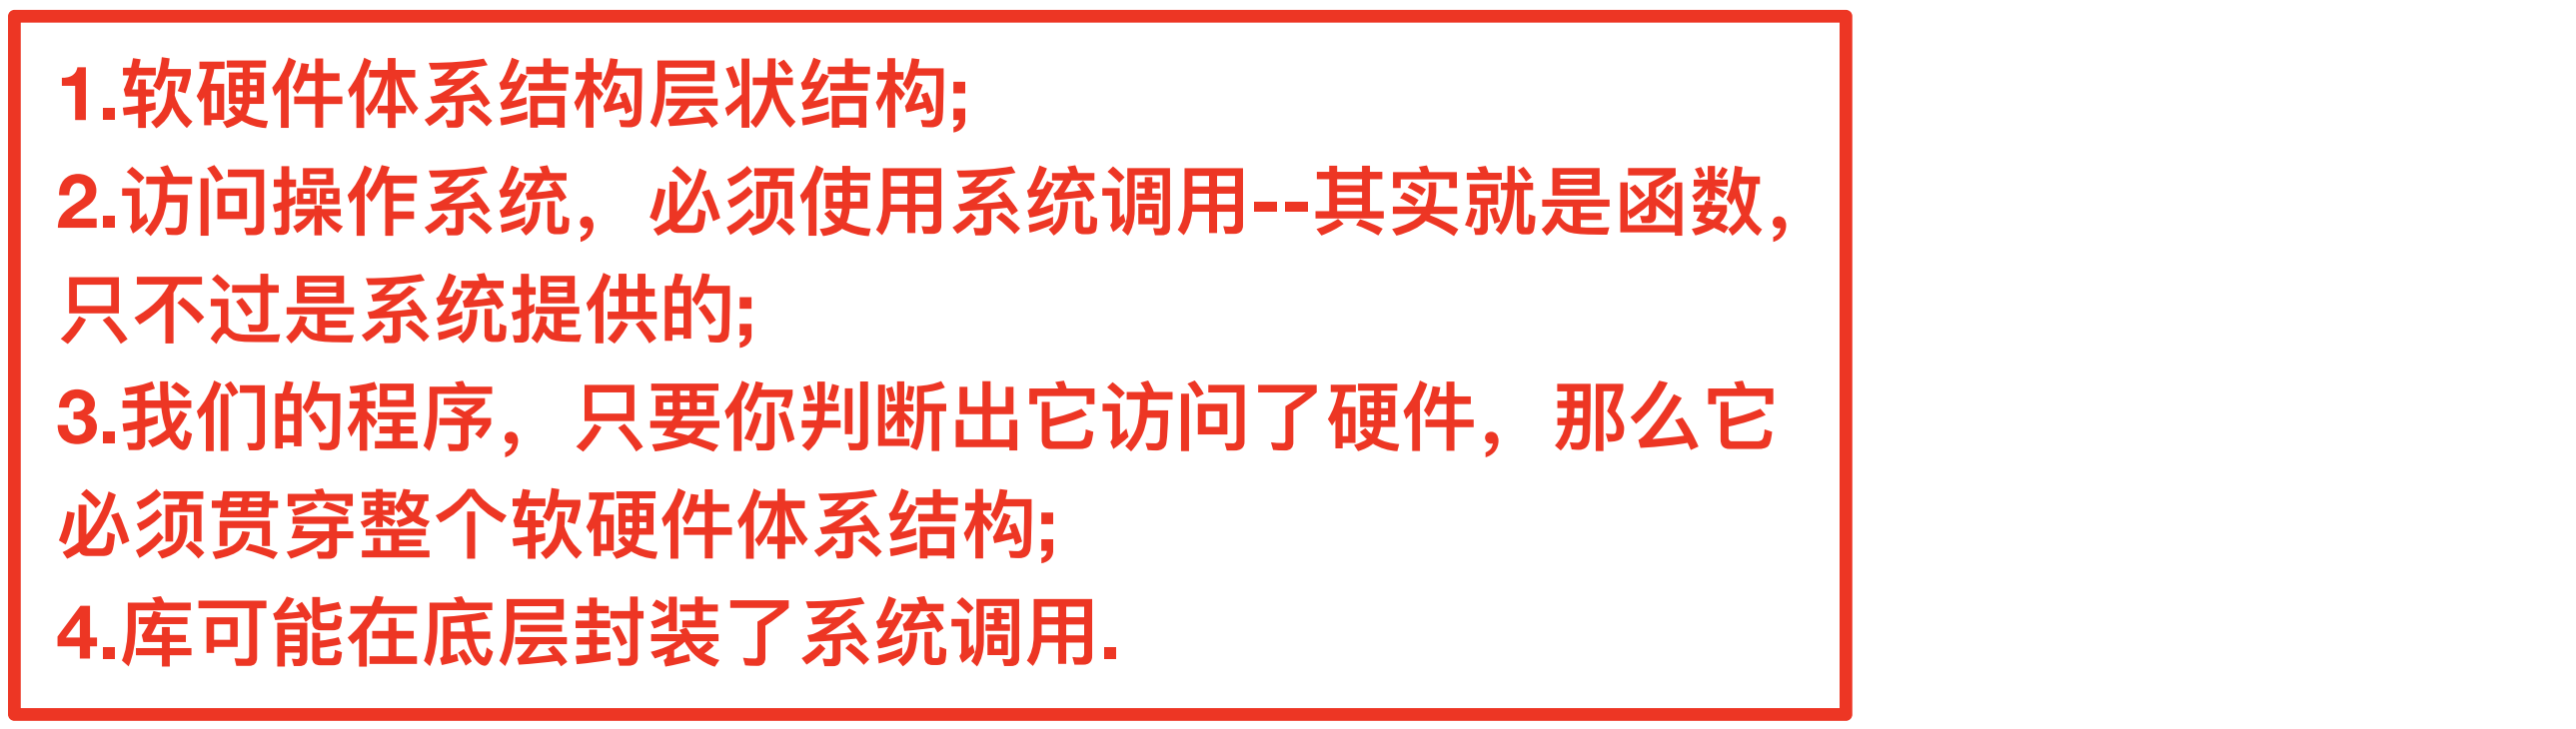 1.软硬件体系结构层状结构;
2.访问操作系统，必须使用系统调用--其实就是函数，
只不过是系统提供的;
3.我们的程序，只要你判断出它访问了硬件，那么它
必须贯穿整个软硬件体系结构;
4.库可能在底层封装了系统调用.